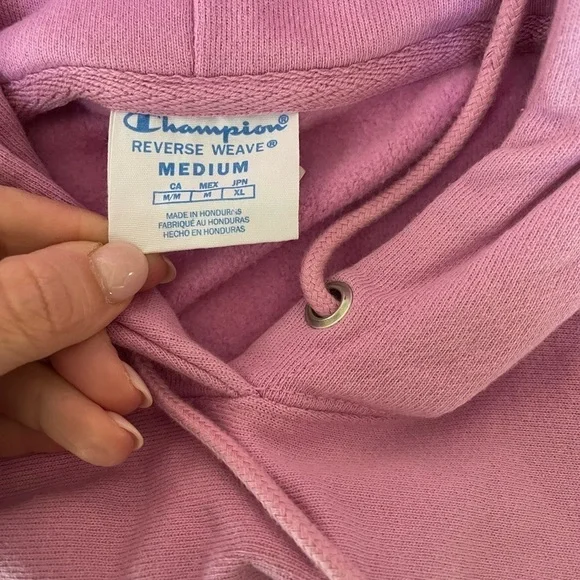 Champion®
REVERSE WEAVE®
MEDIUM
CA MEX JPN
M/M M XL
MADE IN HONDURAS
FABRIQUÉ AU HONDURAS
HECHO EN HONDURAS